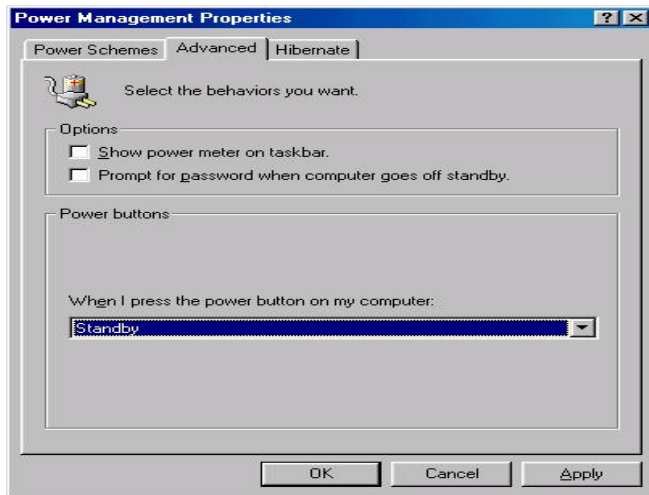 Power Management Properties
Power Schemes Advanced Hibernate
Select the behaviors you want.
Options
Show power meter on taskbar.
Prompt for password when computer goes off standby.
Power buttons
When I press the power button on my computer:
Standby
OK Cancel Apply